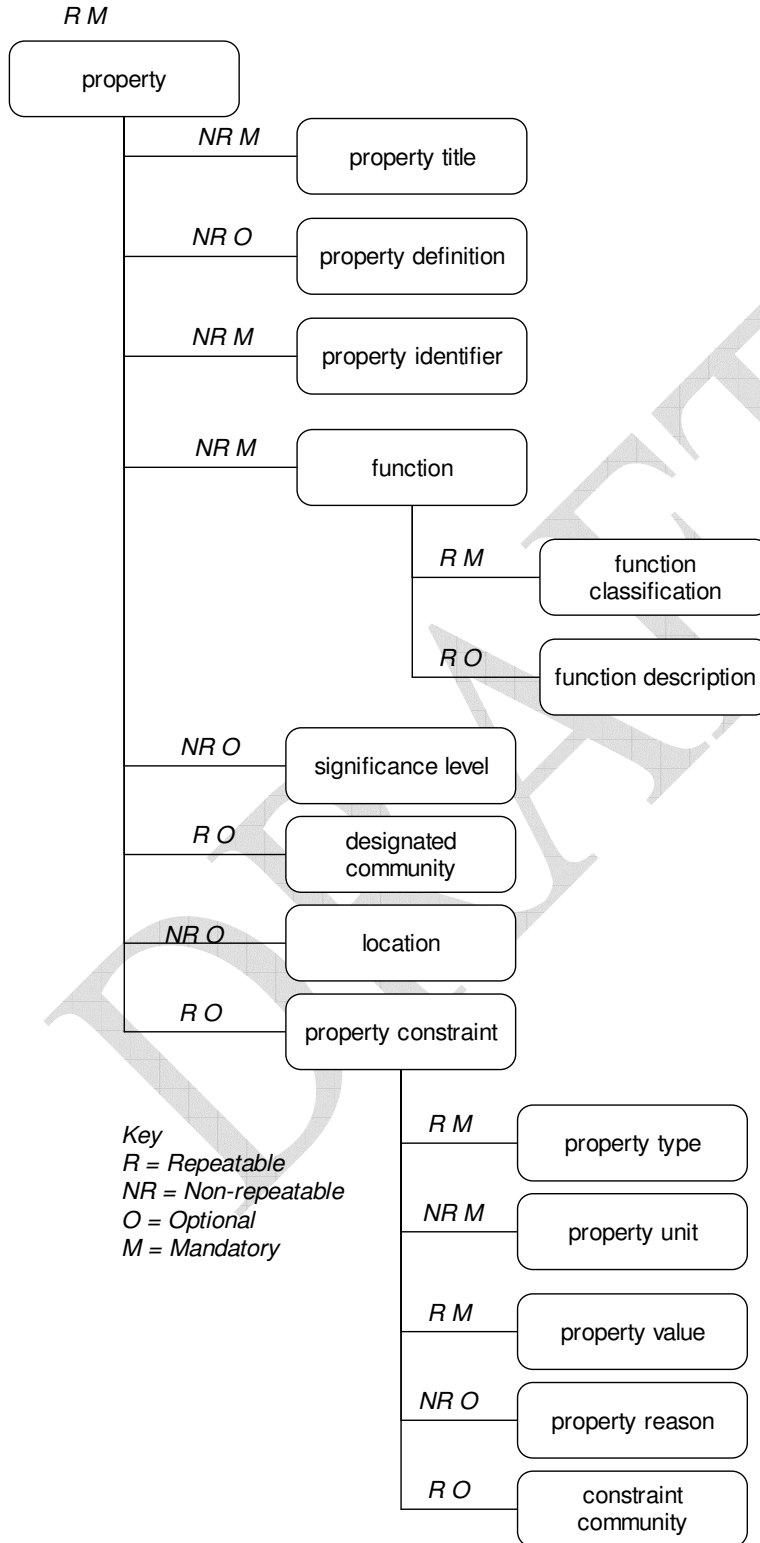 R M
property
NR M
property title
NR O
property definition
NR M
property identifier
NR M
function
R M
function
classification
R O
function description
NR O
significance level
R O
designated
community
NR O
location
R O
property constraint
Key
R = Repeatable
NR = Non-repeatable
O = Optional
M = Mandatory
R M
property type
NR M
property unit
R M
property value
NR O
property reason
R O
constraint
community
DRAFT